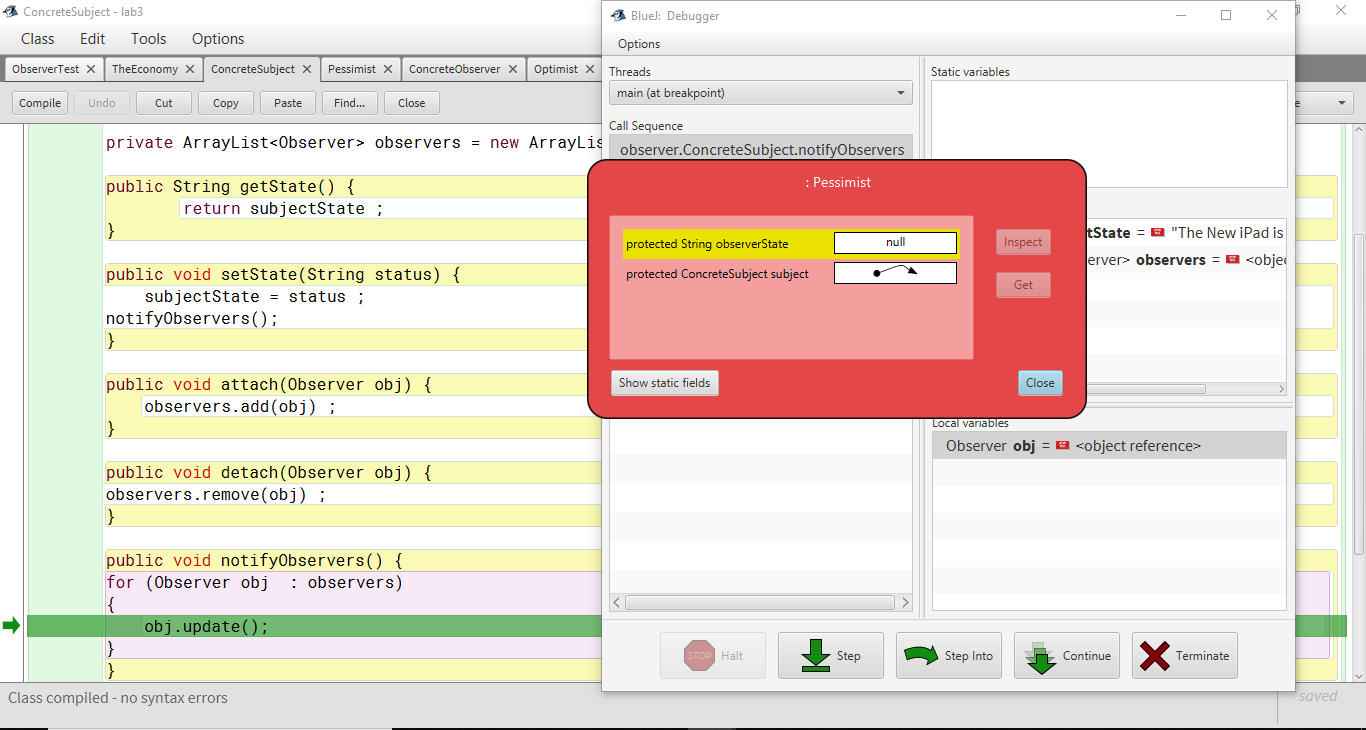 ConcreteSubject - lab3
Class Edit Tools Options
ObserverTest TheEconomy ConcreteSubject Pessimist ConcreteObserver Optimist
Compile Undo Cut Copy Paste Find... Close
private ArrayList<Observer> observers = new ArrayLis
public String getState() {
return subjectState ;
}
public void setState(String status) {
subjectState = status ;
notifyObservers();
}
public void attach(Observer obj) {
observers.add(obj) ;
}
public void detach(Observer obj) {
observers.remove(obj) ;
}
public void notifyObservers() {
for (Observer obj  : observers)
{
obj.update();
}
}
Class compiled - no syntax errors
saved
BlueJ: Debugger
Options
Threads
main (at breakpoint)
Call Sequence
observer.ConcreteSubject.notifyObservers
Static variables
: Pessimist
protected String observerState null
protected ConcreteSubject subject
Inspect
Get
Show static fields
Close
tState = "The New iPad is
erver> observers = <objec
Local variables
Observer obj = <object reference>
STOP Halt Step Step Into Continue Terminate